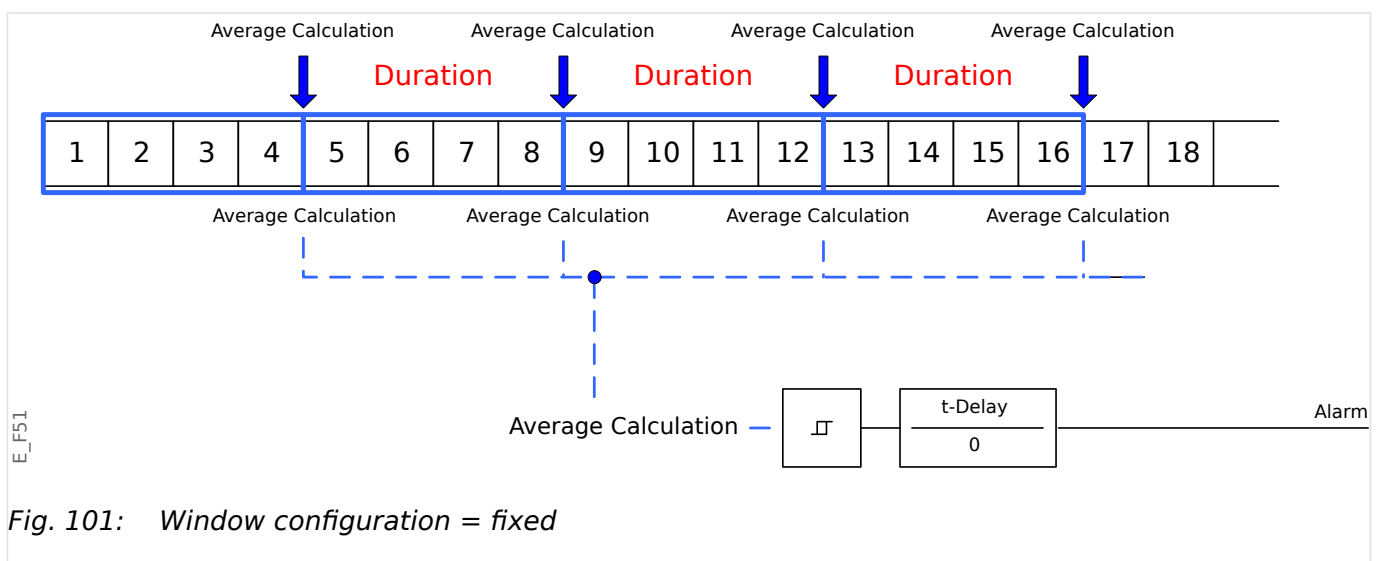 Average Calculation Average Calculation Average Calculation Average Calculation
Duration Duration Duration
1 2 3 4 5 6 7 8 9 10 11 12 13 14 15 16 17 18
Average Calculation Average Calculation Average Calculation Average Calculation
t-Delay
Alarm
Average Calculation
0
E_F51
Fig. 101: Window configuration = fixed